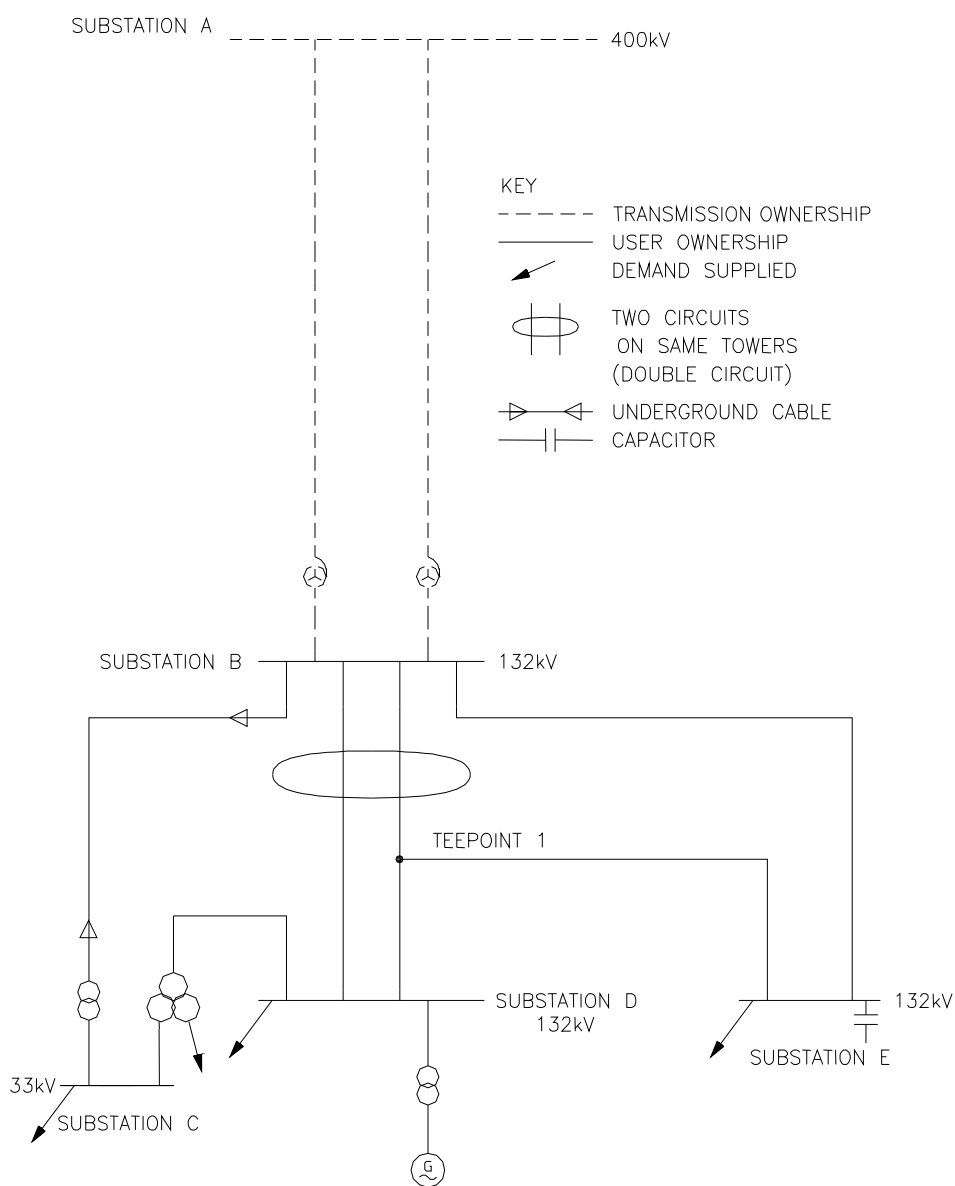 SUBSTATION A
400kV
KEY
TRANSMISSION OWNERSHIP
USER OWNERSHIP
DEMAND SUPPLIED
TWO CIRCUITS
ON SAME TOWERS
(DOUBLE CIRCUIT)
UNDERGROUND CABLE
CAPACITOR
SUBSTATION B
132kV
TEEPOINT 1
SUBSTATION D
132kV
132kV
SUBSTATION E
33kV
SUBSTATION C
G